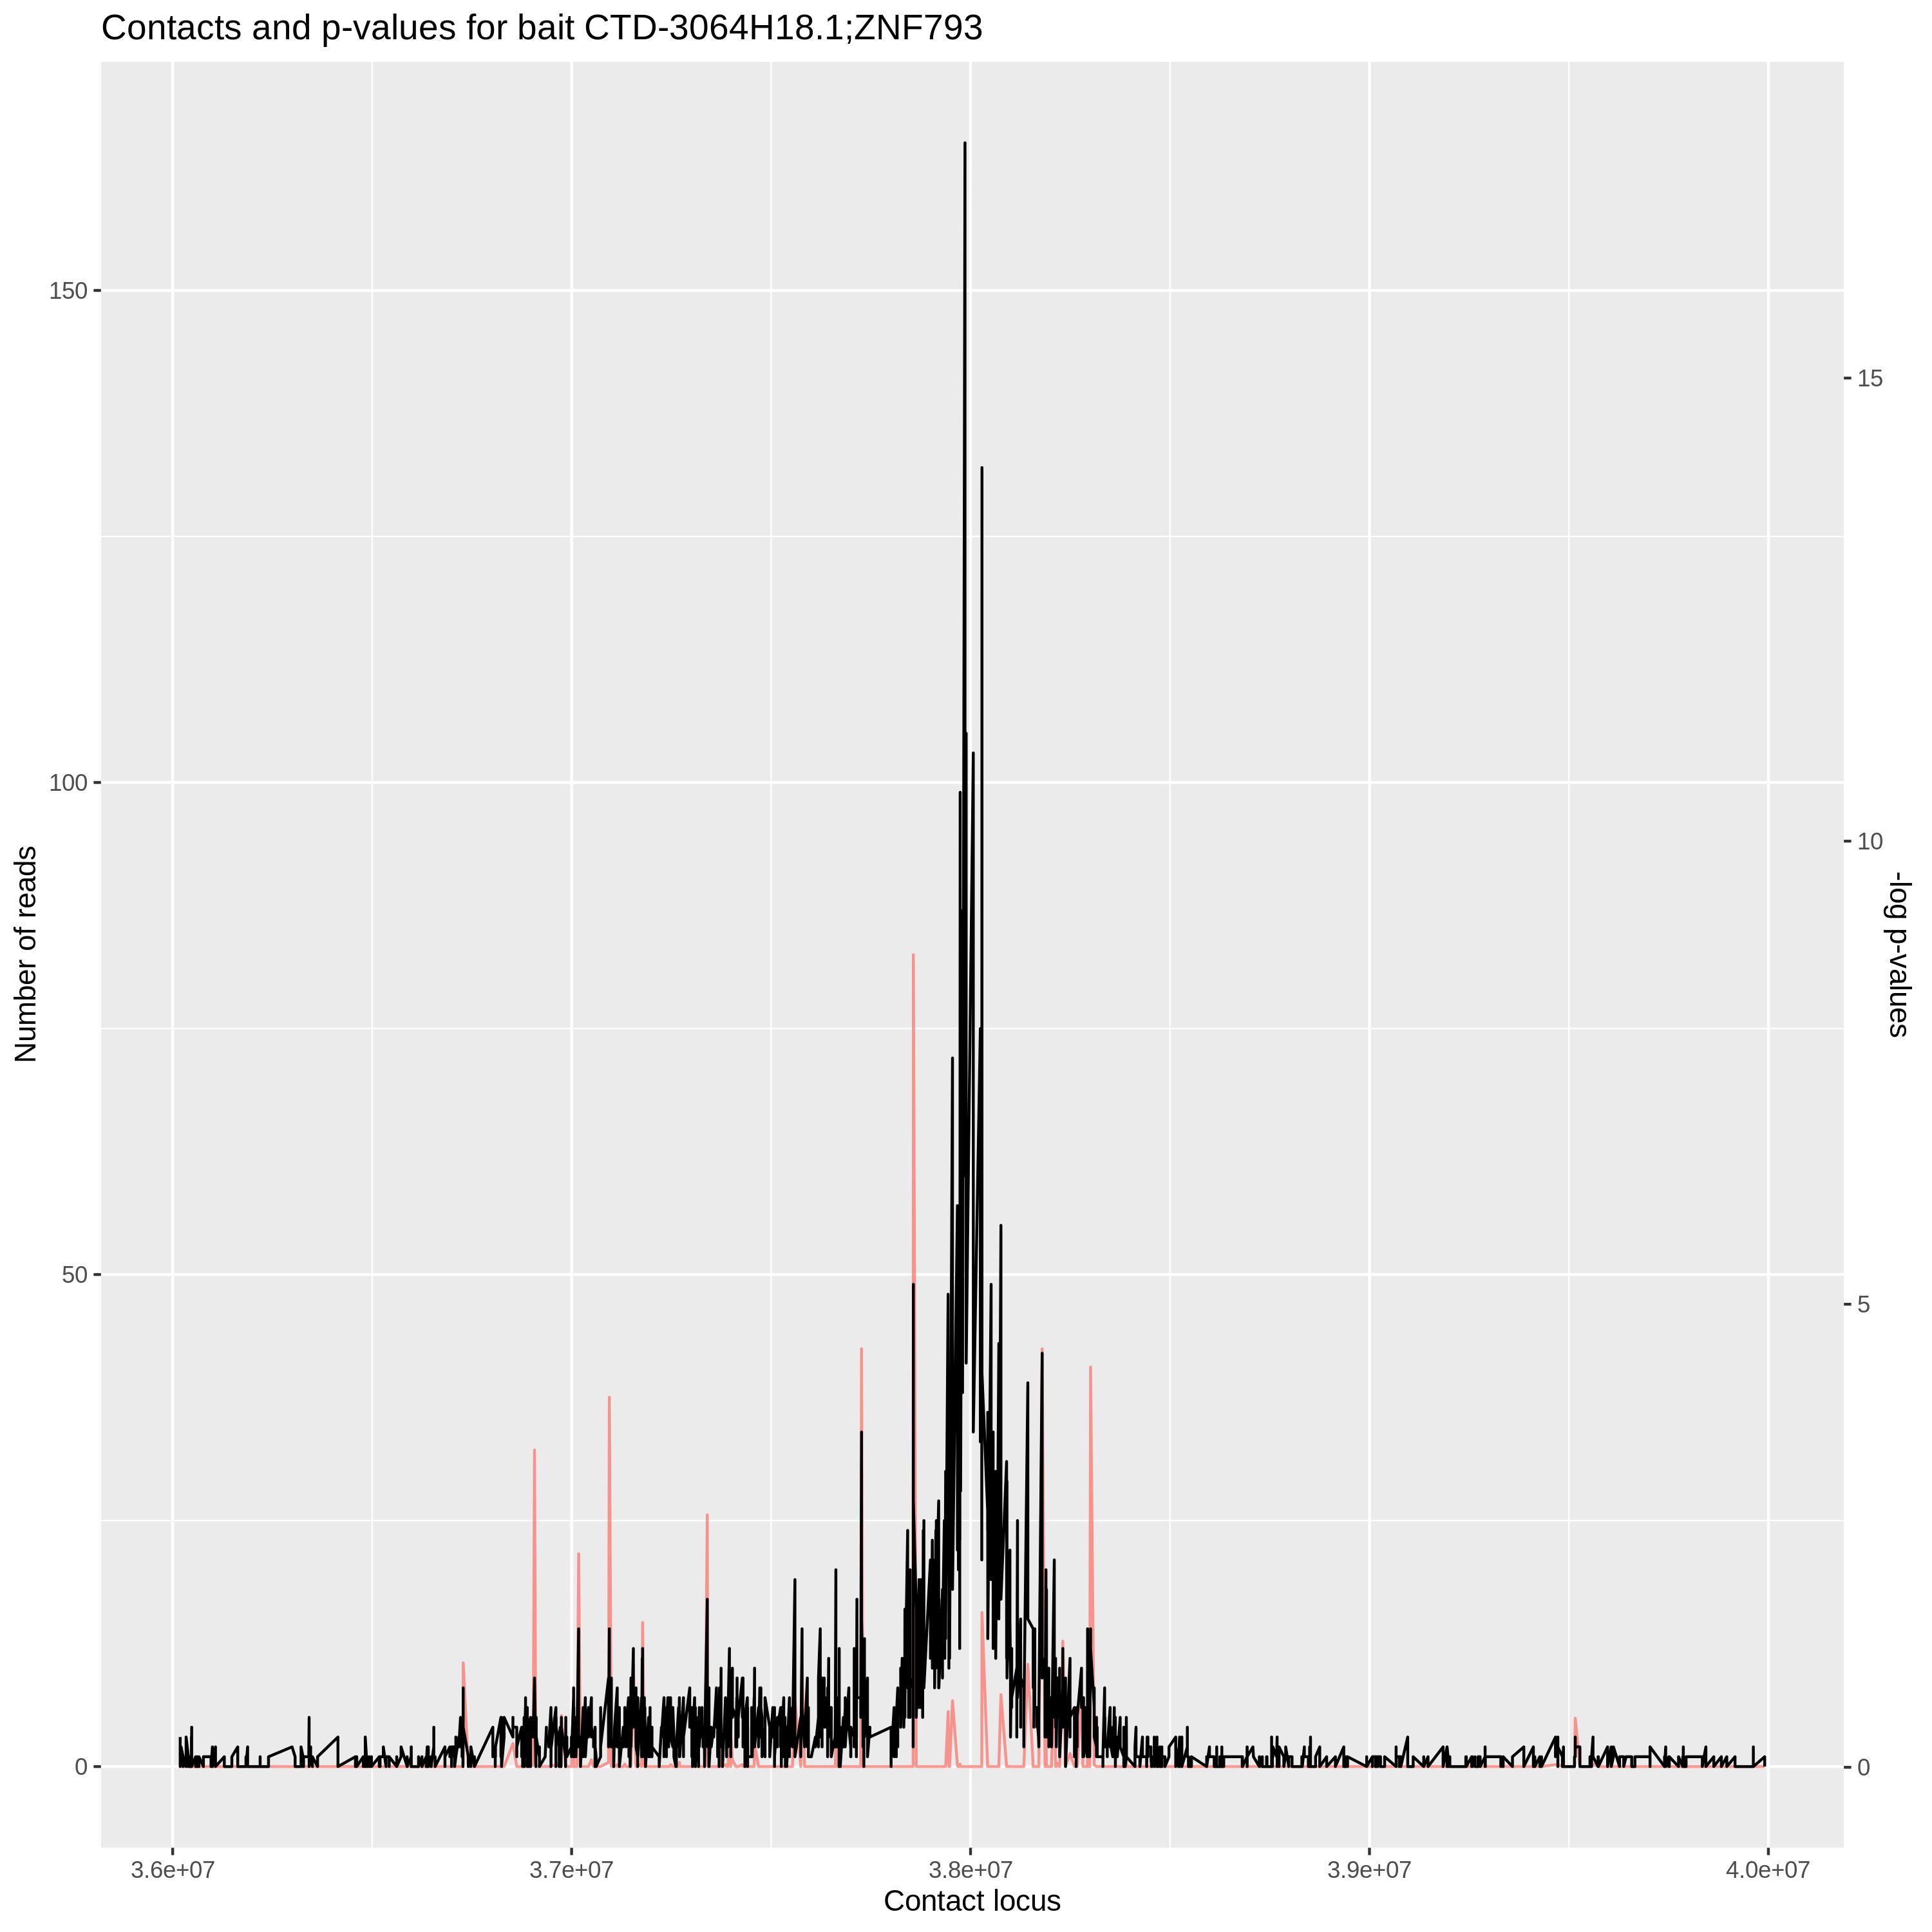 Contacts and p-values for bait CTD-3064H18.1;ZNF793
150
100
50
0
Number of reads
15
10
5
0
-log p-values
3.6e+07 3.7e+07 3.8e+07 3.9e+07 4.0e+07
Contact locus